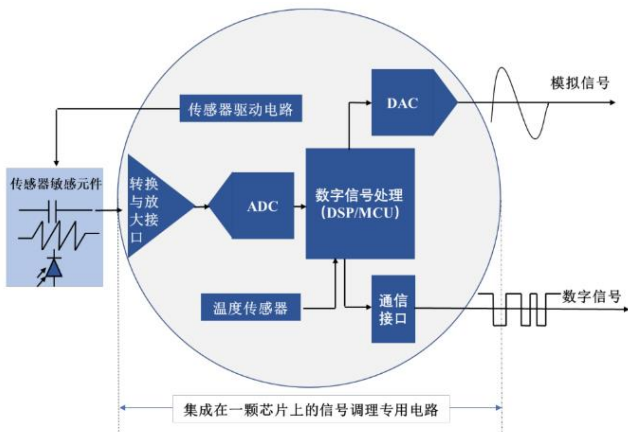 模拟信号
DAC
传感器驱动电路
传感器敏感元件
转换
与放
大接
口
ADC
数字信号处理
(DSP/MCU)
温度传感器
通信
接口
数字信号
集成在一颗芯片上的信号调理专用电路